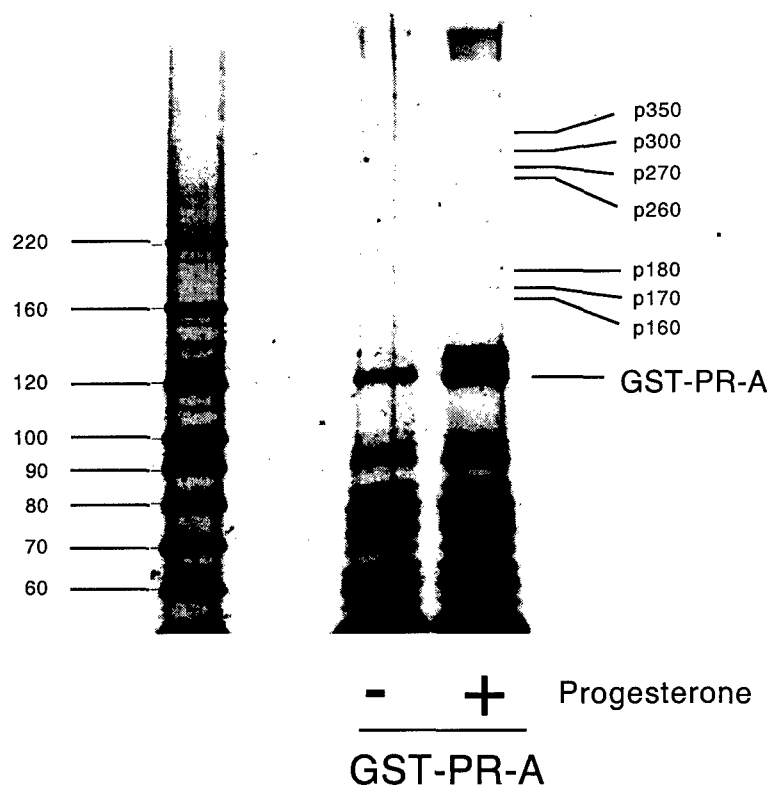 p350
p300
p270
p260
220
p180
p170
160
p160
120
GST-PR-A
100
90
80
70
60
- + Progesterone
GST-PR-A